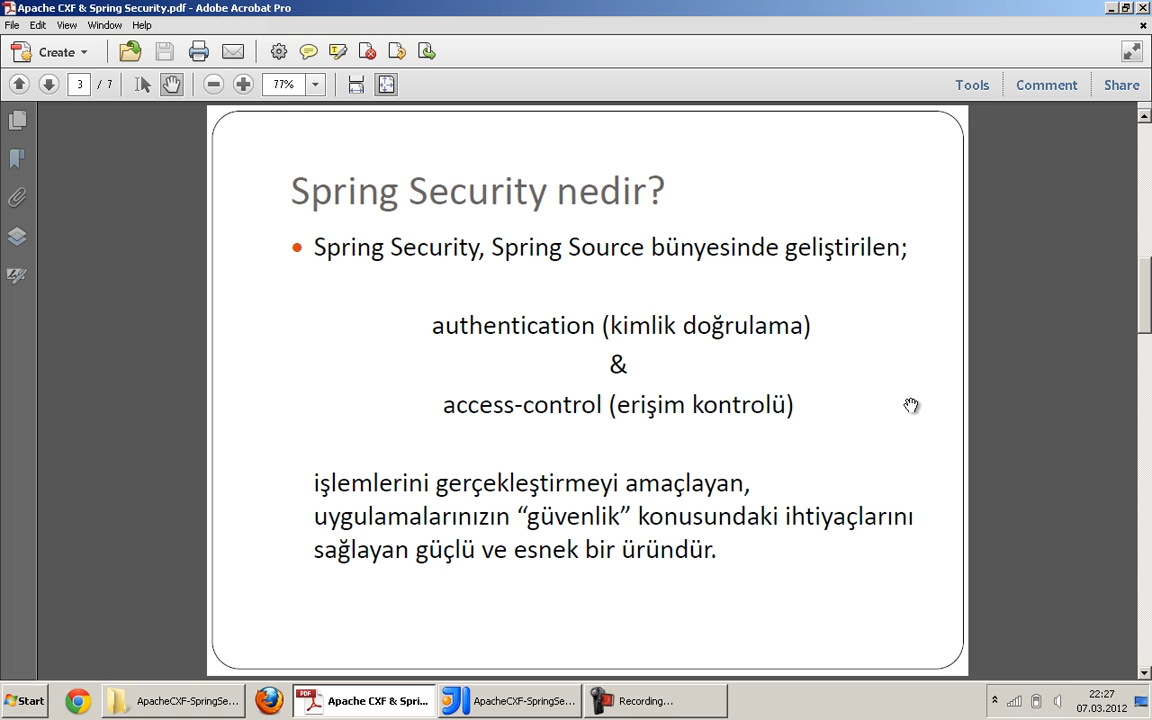 Apache CXF & Spring Security.pdf - Adobe Acrobat Pro
File Edit View Window Help
Create
3 / 7 77% Tools Comment Share
Spring Security nedir?
• Spring Security, Spring Source bünyesinde geliştirilen;
authentication (kimlik doğrulama)
&
access-control (erişim kontrolü)
işlemlerini gerçekleştirmeyi amaçlayan,
uygulamalarınızın “güvenlik” konusundaki ihtiyaçlarını
sağlayan güçlü ve esnek bir üründür.
Start ApacheCXF-SpringSe... Apache CXF & Spri... ApacheCXF-SpringSe... Recording... 22:27
07.03.2012